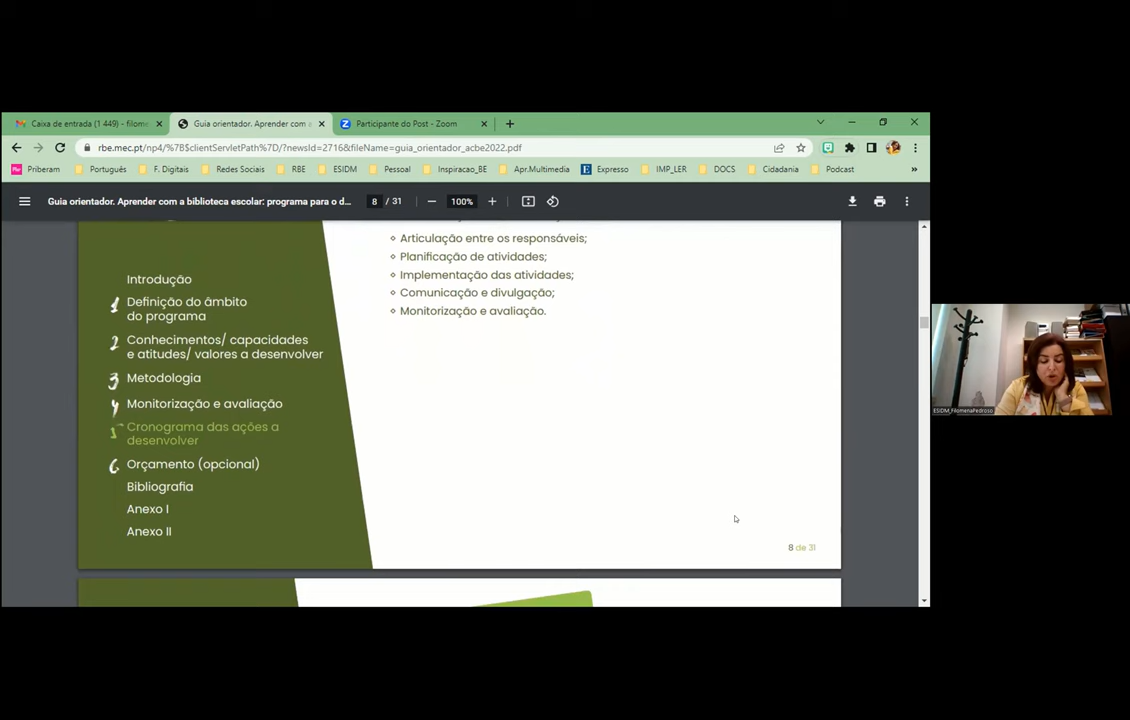 Caixa de entrada (1 449) - filome
Guia orientador. Aprender com a
Participante do Post - Zoom
rbe.mec.pt/np4/%7B$clientServletPath%7D/?newsId=2716&fileName=guia_orientador_acbe2022.pdf
Priberam Português F. Digitais Redes Sociais RBE ESIDM Pessoal Inspiracao_BE Apr.Multimedia Expresso IMP_LER DOCS Cidadania Podcast »
Guia orientador. Aprender com a biblioteca escolar: programa para o d... 8 / 31 100%
Introdução
1 Definição do âmbito
do programa
2 Conhecimentos/ capacidades
e atitudes/ valores a desenvolver
3 Metodologia
4 Monitorização e avaliação
5 Cronograma das ações a
desenvolver
6 Orçamento (opcional)
Bibliografia
Anexo I
Anexo II
Articulação entre os responsáveis;
Planificação de atividades;
Implementação das atividades;
Comunicação e divulgação;
Monitorização e avaliação.
8 de 31
ESIDM_FilomenaPedroso